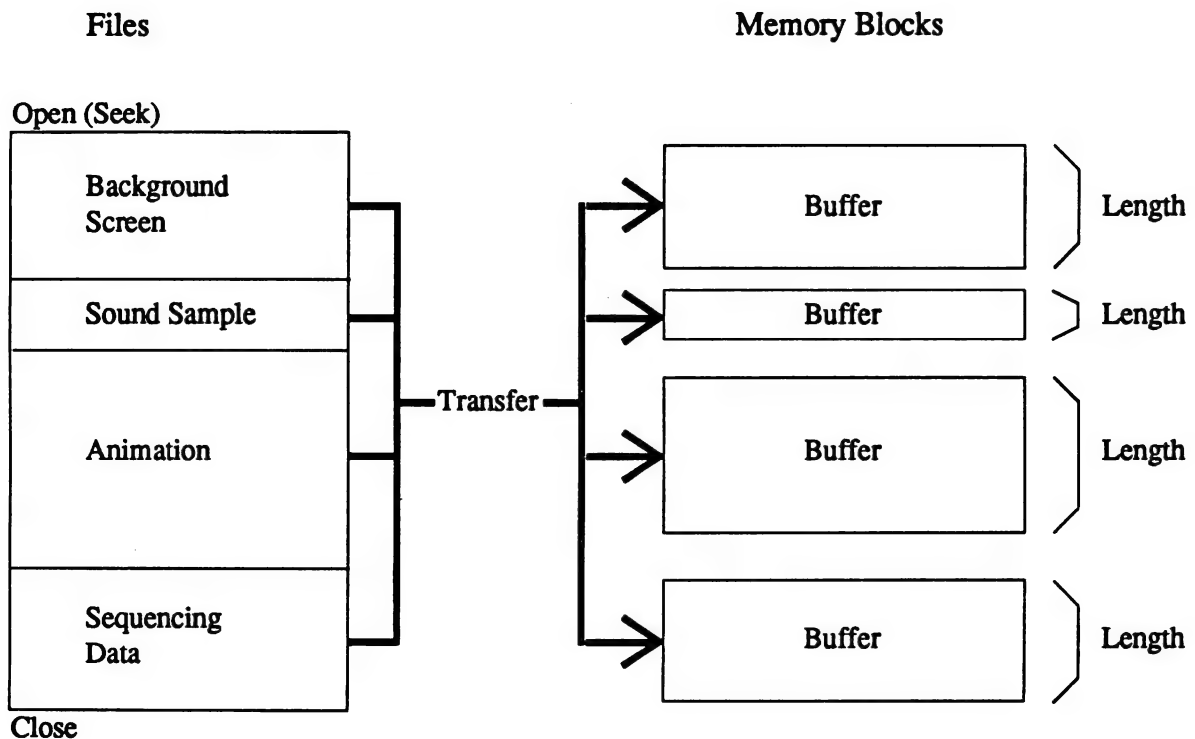 Files
Memory Blocks
Open (Seek)
Background
Screen
Sound Sample
Animation
Sequencing
Data
Close
Transfer
Buffer
Length
Buffer
Length
Buffer
Length
Buffer
Length